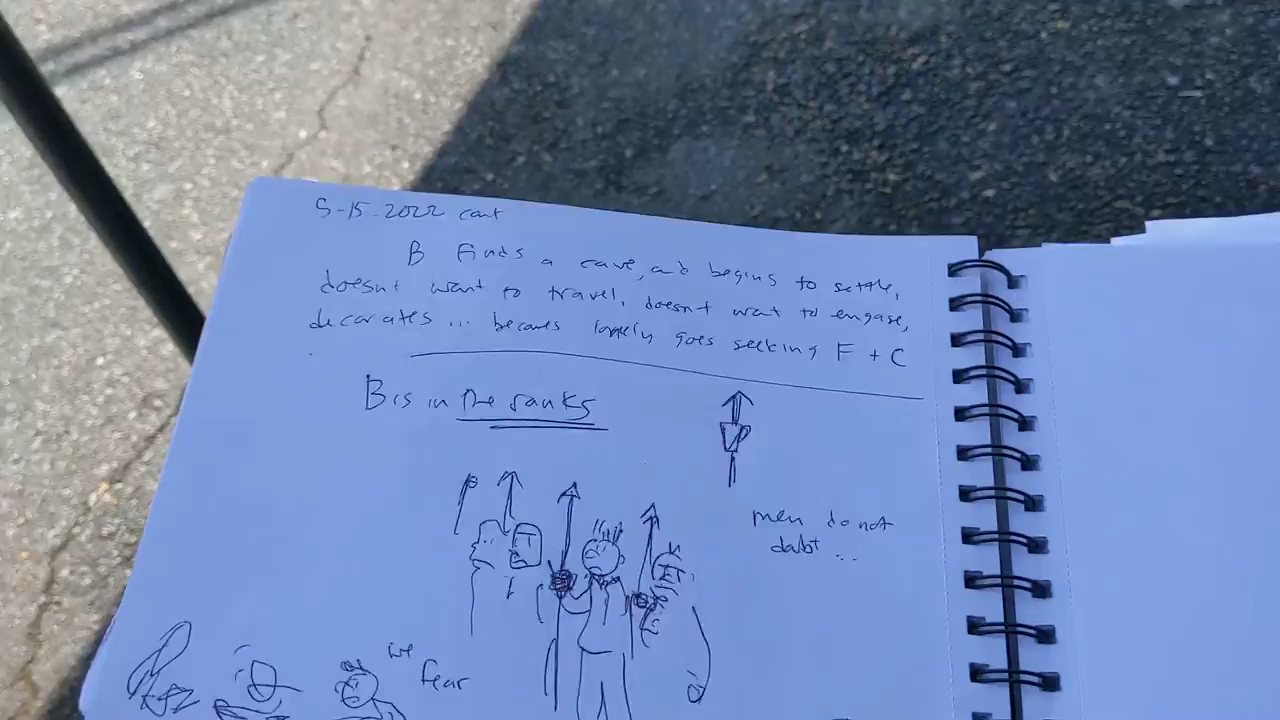 5-15-2022 cont
B finds a cave, and begins to settle,
doesnt want to travel, doesnt want to engage,
decorates ... becomes lonely goes seeking F + C
B is in the ranks
men do not
doubt ...
we
fear